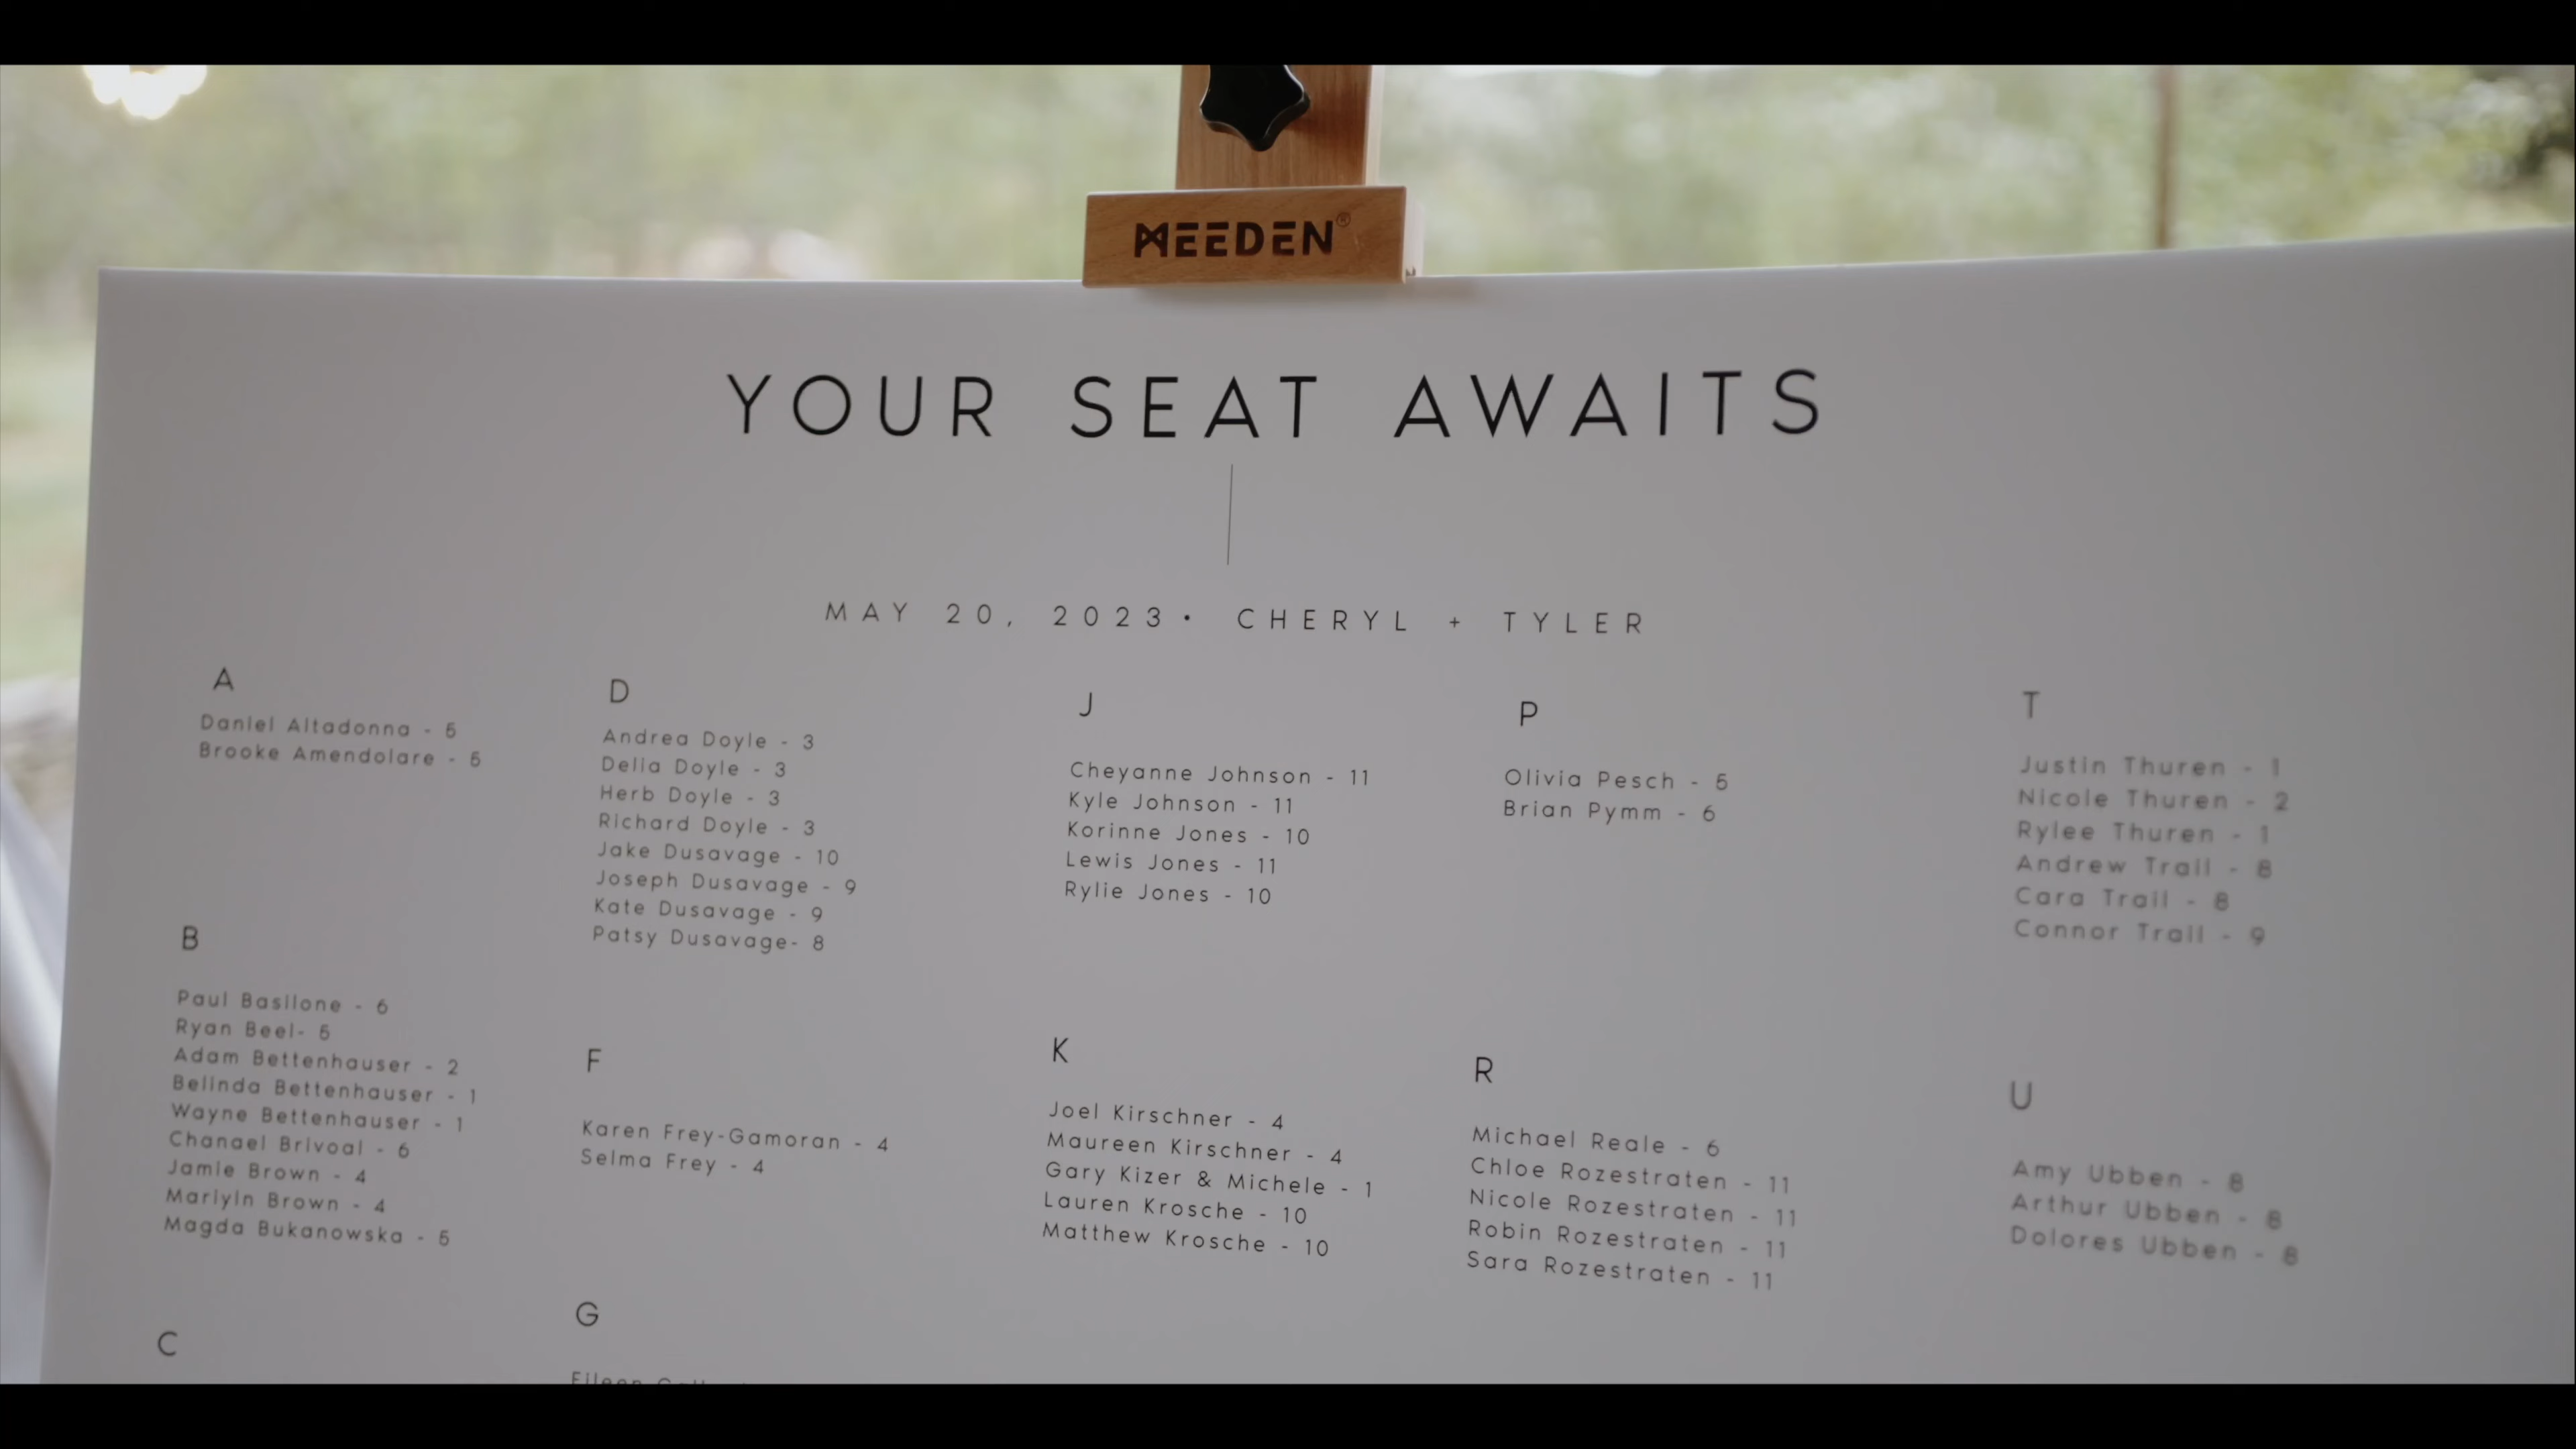 MEEDEN®
YOUR SEAT AWAITS
MAY 20, 2023 • CHERYL + TYLER
A
Daniel Altadonna - 5
Brooke Amendolare - 5
B
Paul Basilone - 6
Ryan Beel- 5
Adam Bettenhauser - 2
Belinda Bettenhauser - 1
Wayne Bettenhauser - 1
Chanael Brivoal - 6
Jamie Brown - 4
Marlyin Brown - 4
Magda Bukanowska - 5
C
D
Andrea Doyle - 3
Delia Doyle - 3
Herb Doyle - 3
Richard Doyle - 3
Jake Dusavage - 10
Joseph Dusavage - 9
Kate Dusavage - 9
Patsy Dusavage- 8
F
Karen Frey-Gamoran - 4
Selma Frey - 4
G
Eileen
J
Cheyanne Johnson - 11
Kyle Johnson - 11
Korinne Jones - 10
Lewis Jones - 11
Rylie Jones - 10
K
Joel Kirschner - 4
Maureen Kirschner - 4
Gary Kizer & Michele - 1
Lauren Krosche - 10
Matthew Krosche - 10
P
Olivia Pesch - 5
Brian Pymm - 6
R
Michael Reale - 6
Chloe Rozestraten - 11
Nicole Rozestraten - 11
Robin Rozestraten - 11
Sara Rozestraten - 11
T
Justin Thuren - 1
Nicole Thuren - 2
Rylee Thuren - 1
Andrew Trail - 8
Cara Trail - 8
Connor Trail - 9
U
Amy Ubben - 8
Arthur Ubben - 8
Dolores Ubben - 8